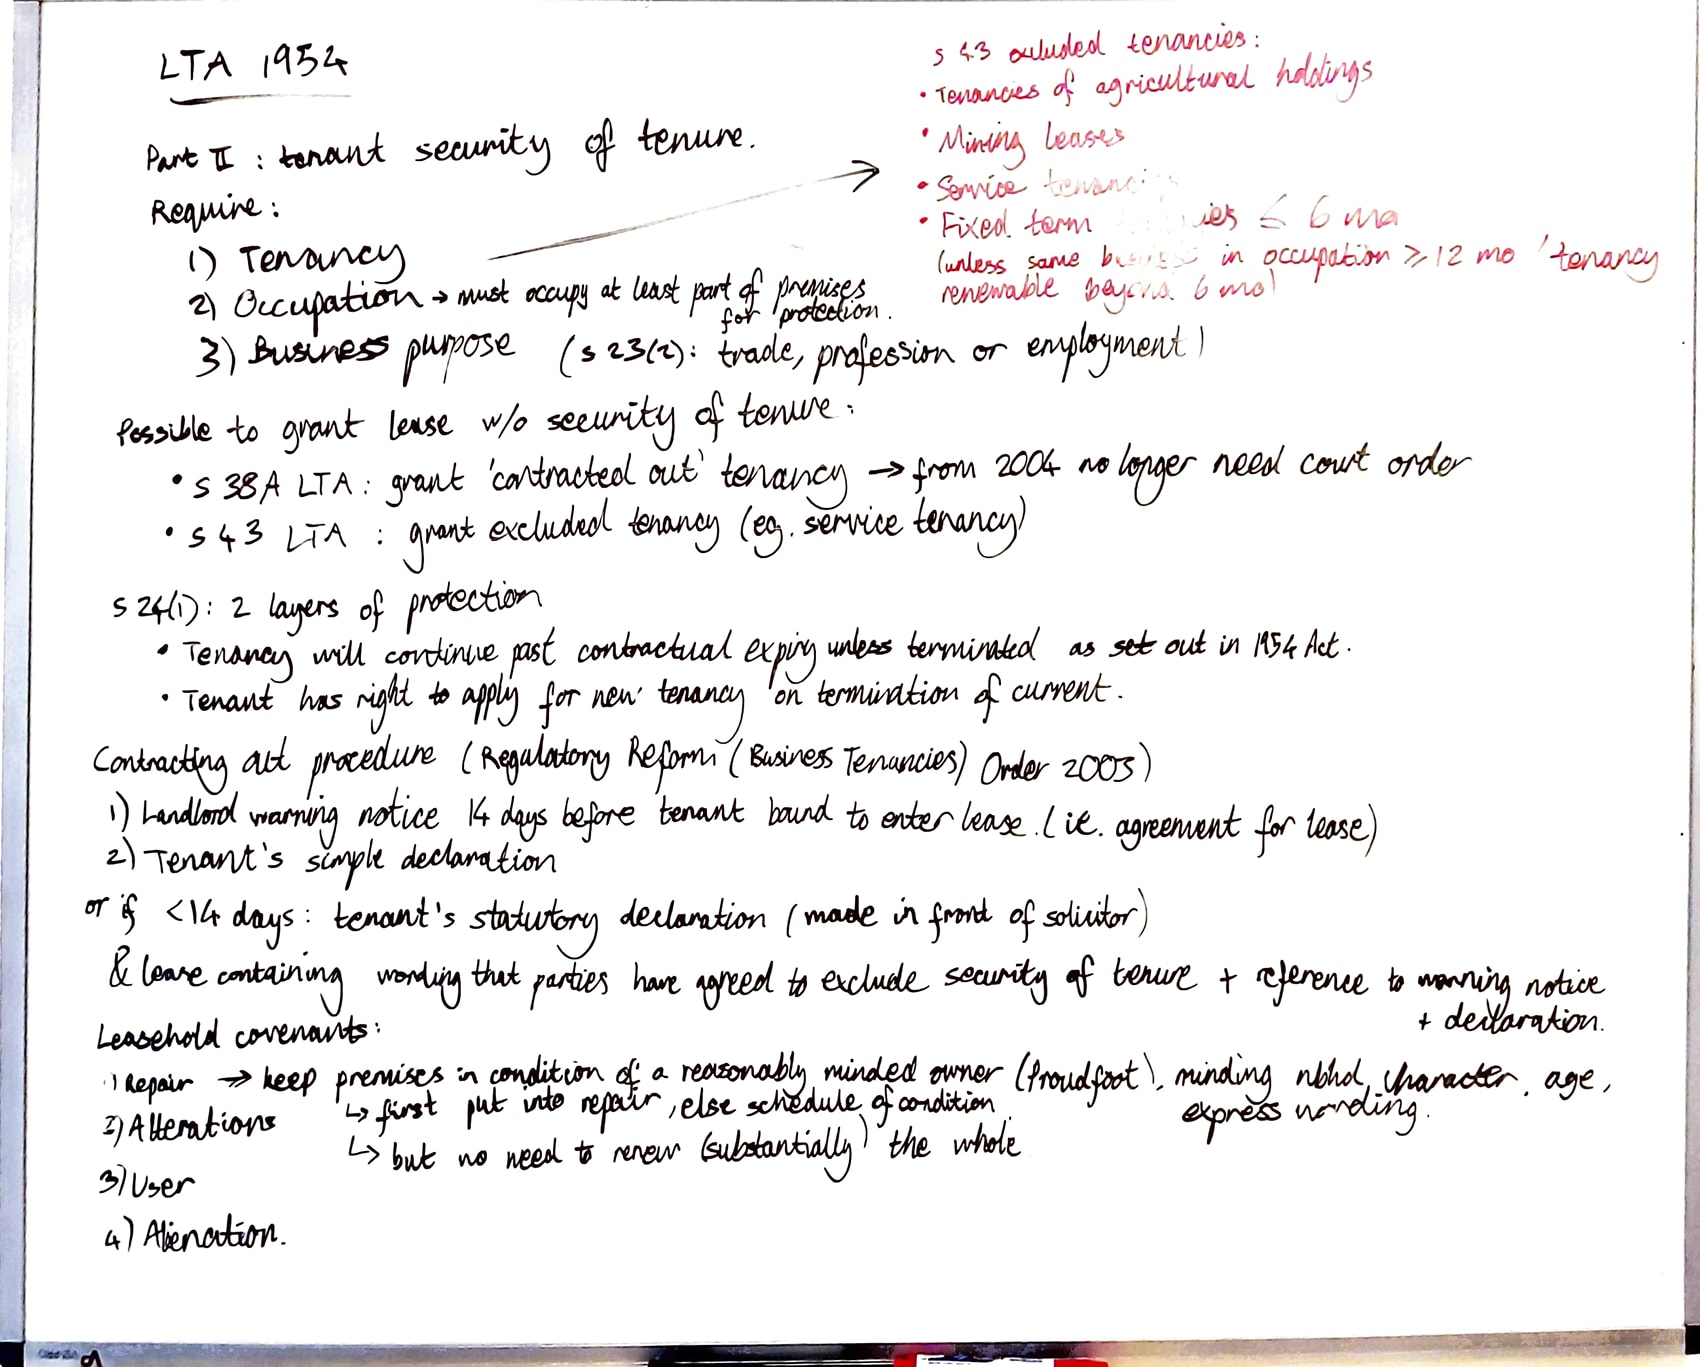 LTA 1954
Part II : tenant security of tenure.
Require :
1) Tenancy
2) Occupation → must occupy at least part of premises
for protection.
3) Business purpose (s 23(2): trade, profession or employment)
s 43 excluded tenancies:
• Tenancies of agricultural holdings
• Mining leases
• Service
• Fixed term ≤ 6 mo
(unless same business in occupation ≥ 12 mo / tenancy
renewable beyond 6 mo)
Possible to grant lease w/o security of tenure :
• s 38A LTA : grant 'contracted out' tenancy → from 2004 no longer need court order
• s 43 LTA : grant excluded tenancy (eg. service tenancy)
s 24(1) : 2 layers of protection
• Tenancy will continue past contractual expiry unless terminated as set out in 1954 Act.
• Tenant has right to apply for new tenancy on termination of current.
Contracting out procedure (Regulatory Reform (Business Tenancies) Order 2003)
1) Landlord warning notice 14 days before tenant bound to enter lease. (ie. agreement for lease)
2) Tenant's simple declaration
or if <14 days : tenant's statutory declaration (made in front of solicitor)
& lease containing wording that parties have agreed to exclude security of tenure + reference to warning notice
+ declaration.
Leasehold covenants:
1) Repair → keep premises in condition of a reasonably minded owner (Proudfoot), minding nbhd, character, age,
express wording.
↳ first put into repair, else schedule of condition
↳ but no need to renew (substantially) the whole
2) Alterations
3) User
4) Alienation.